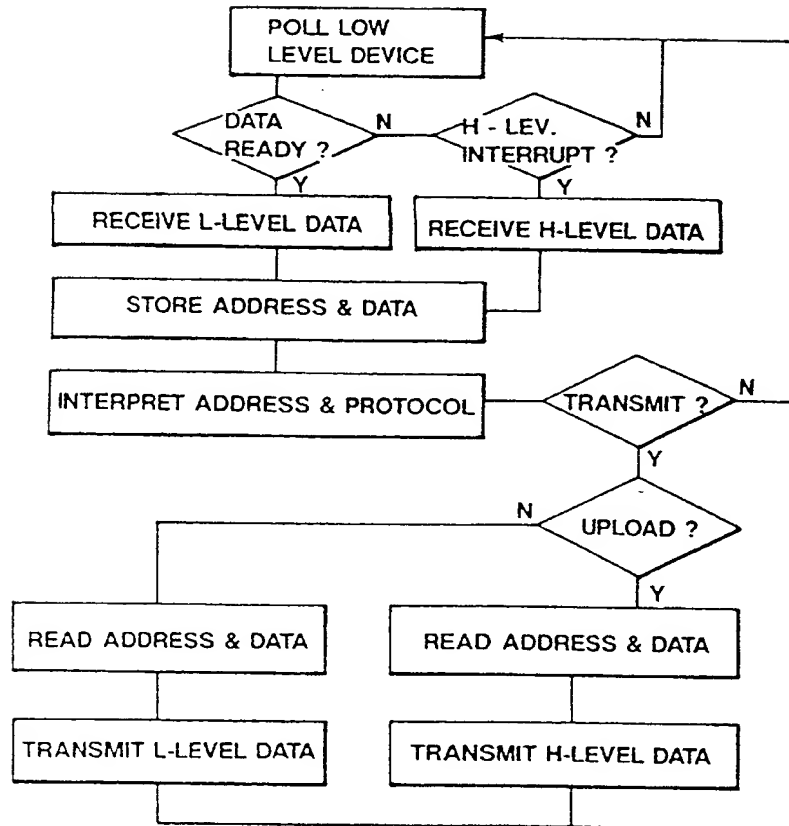 POLL LOW
LEVEL DEVICE
DATA
READY ?
N
H - LEV.
INTERRUPT ?
N
Y
Y
RECEIVE L-LEVEL DATA
RECEIVE H-LEVEL DATA
STORE ADDRESS & DATA
INTERPRET ADDRESS & PROTOCOL
TRANSMIT ?
N
Y
N
UPLOAD ?
Y
READ ADDRESS & DATA
READ ADDRESS & DATA
TRANSMIT L-LEVEL DATA
TRANSMIT H-LEVEL DATA